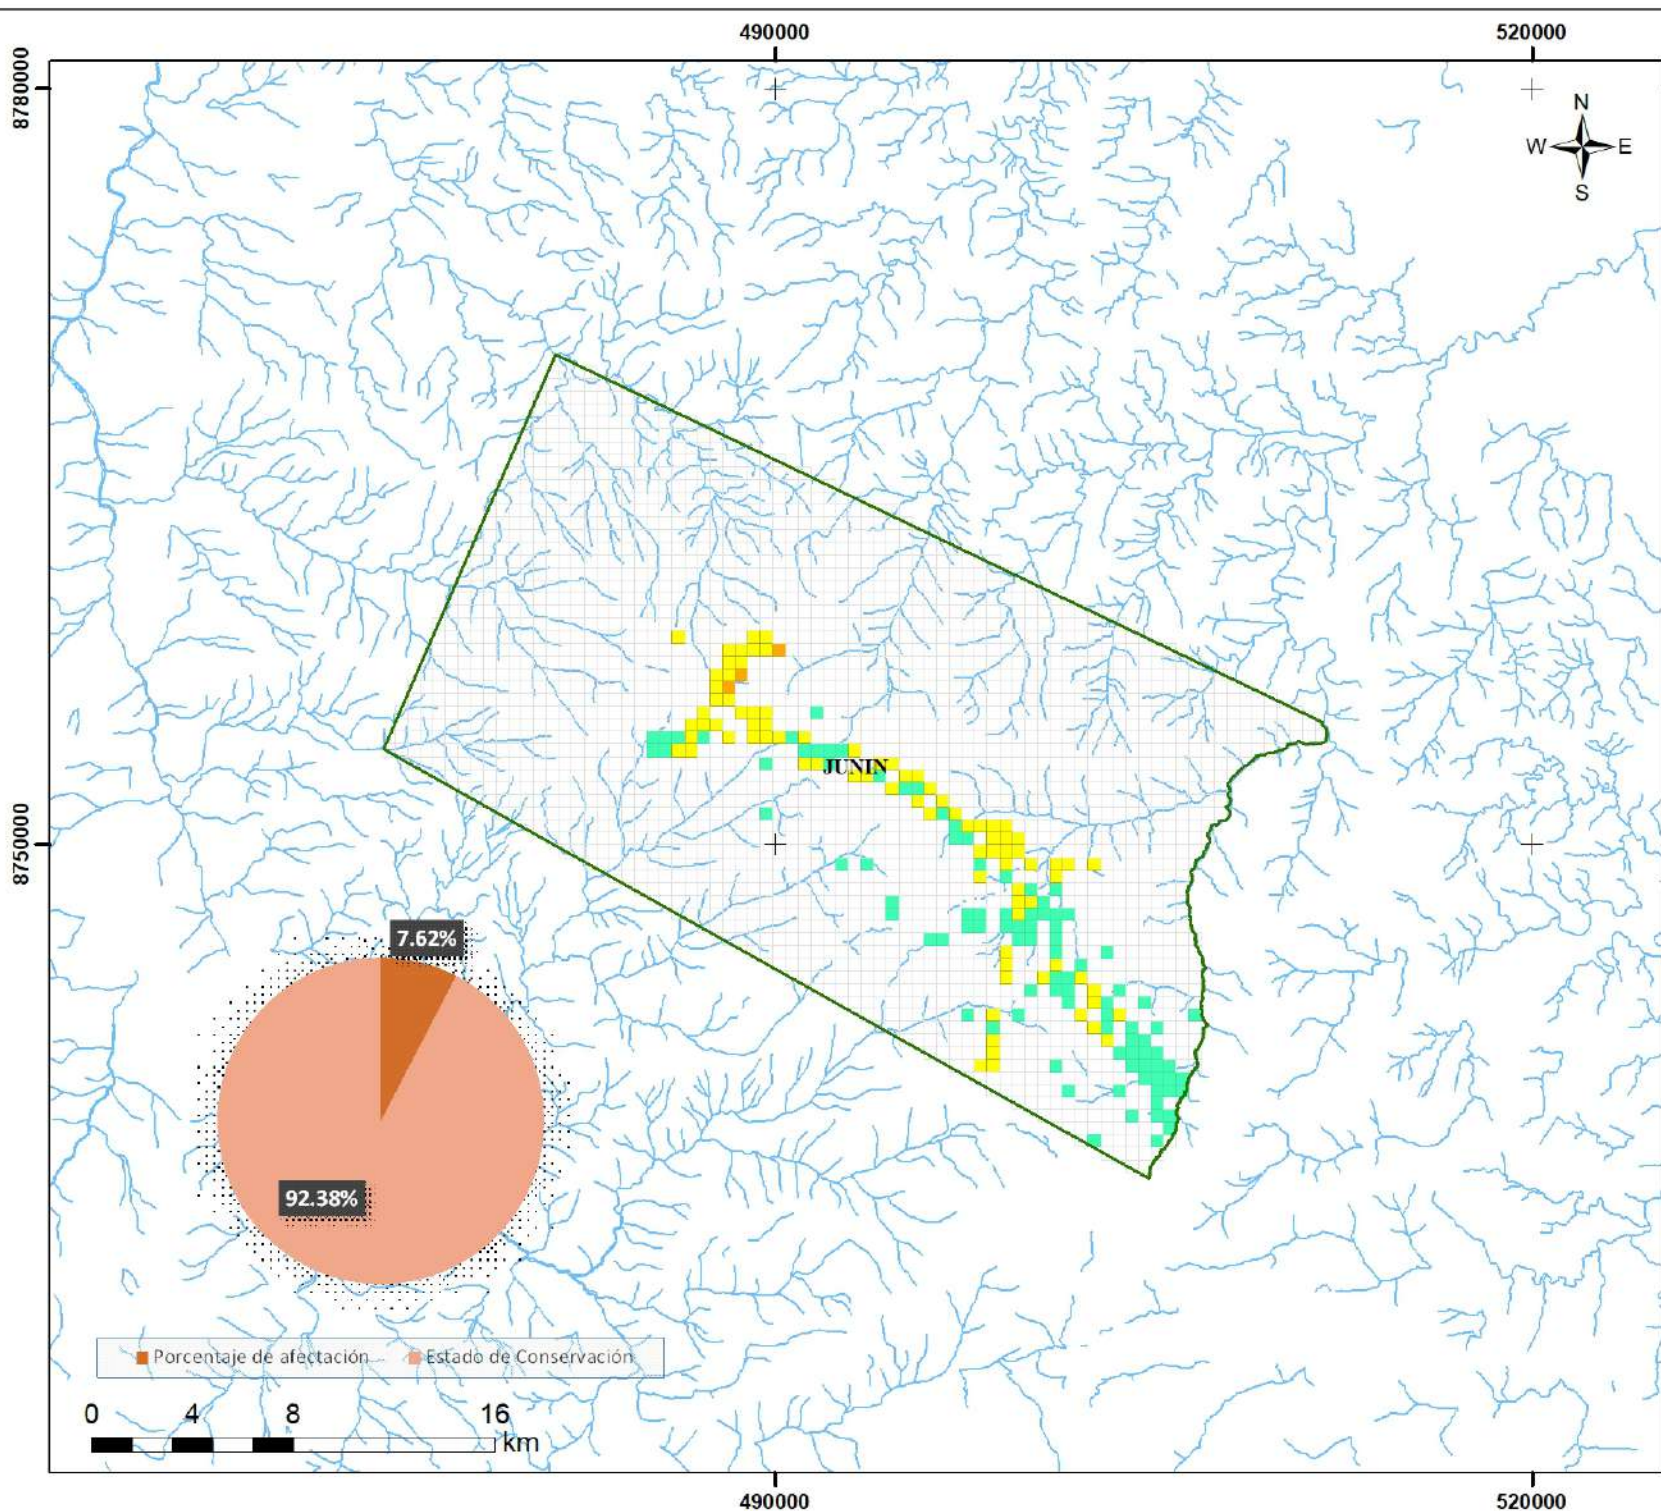 490000 520000
8780000
N
W E
S
JUNIN
8750000
7.62%
92.38%
Porcentaje de afectación Estado de Conservación
0 4 8 16
km
490000 520000